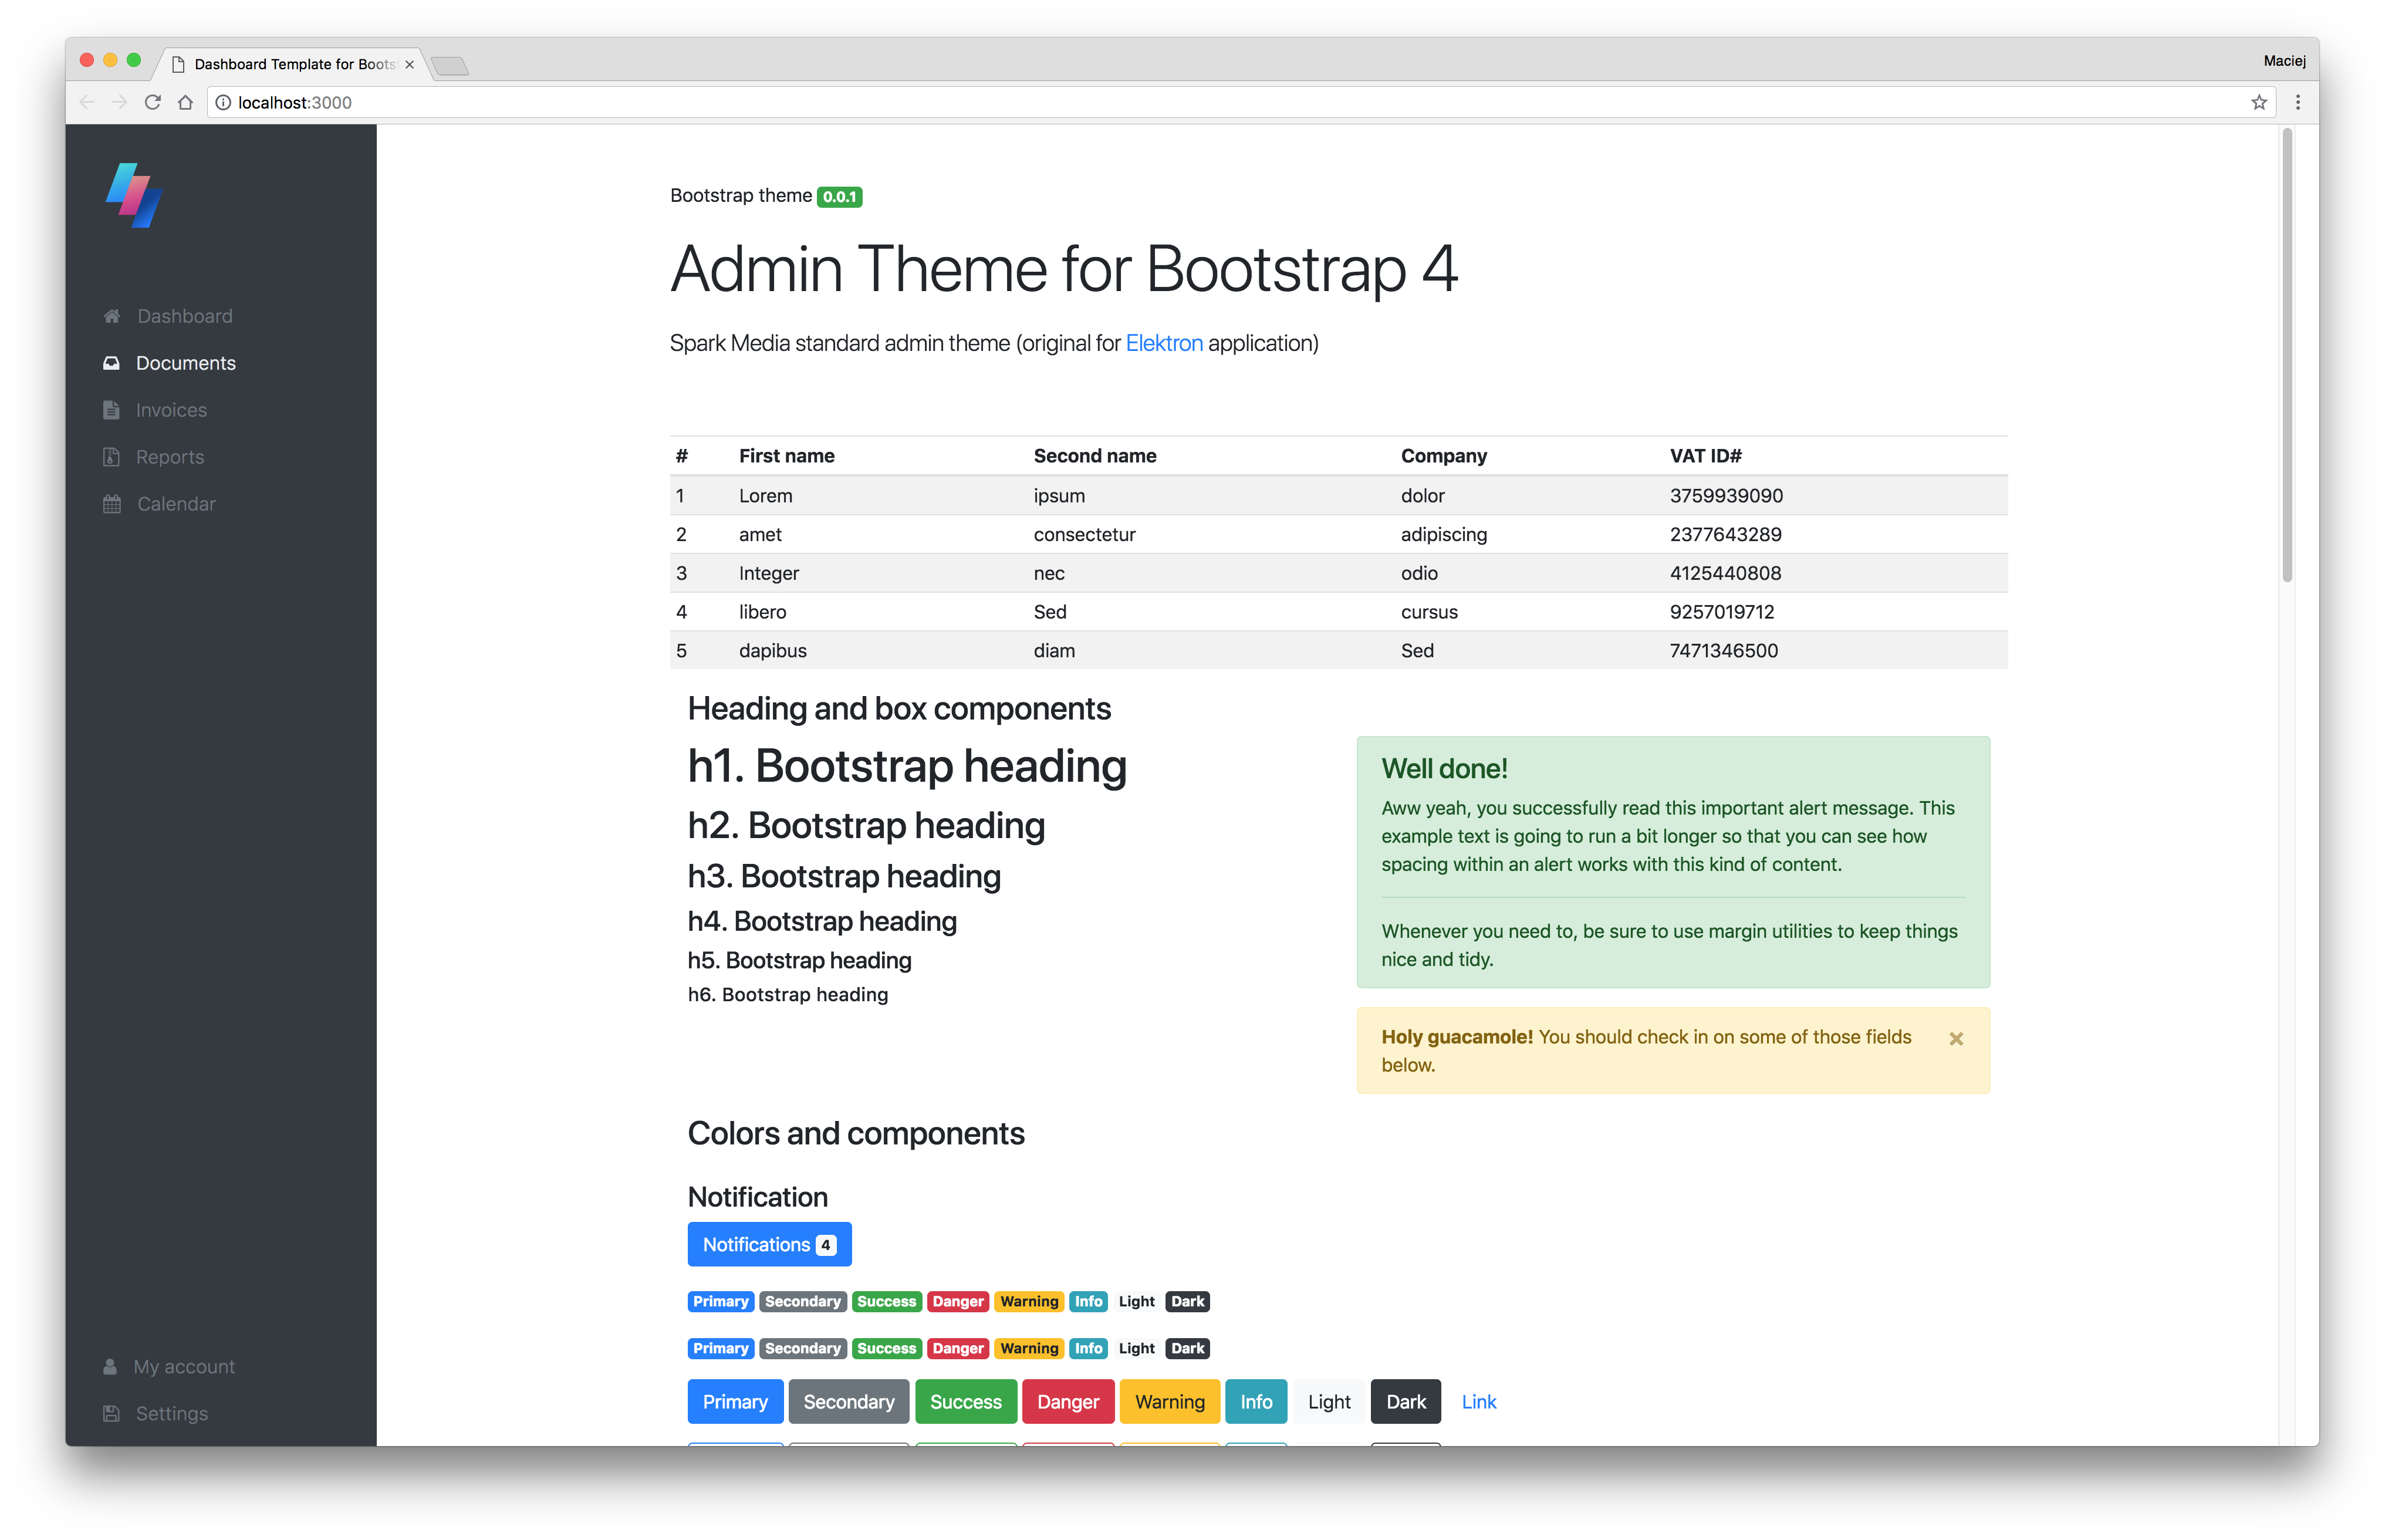 Dashboard Template for Boots
Maciej
localhost:3000
Dashboard
Documents
Invoices
Reports
Calendar
My account
Settings
Bootstrap theme 0.0.1
Admin Theme for Bootstrap 4
Spark Media standard admin theme (original for Elektron application)
# First name Second name Company VAT ID#
1 Lorem ipsum dolor 3759939090
2 amet consectetur adipiscing 2377643289
3 Integer nec odio 4125440808
4 libero Sed cursus 9257019712
5 dapibus diam Sed 7471346500
Heading and box components
h1. Bootstrap heading
h2. Bootstrap heading
h3. Bootstrap heading
h4. Bootstrap heading
h5. Bootstrap heading
h6. Bootstrap heading
Well done!
Aww yeah, you successfully read this important alert message. This
example text is going to run a bit longer so that you can see how
spacing within an alert works with this kind of content.
Whenever you need to, be sure to use margin utilities to keep things
nice and tidy.
Holy guacamole! You should check in on some of those fields
below.
Colors and components
Notification
Notifications 4
Primary Secondary Success Danger Warning Info Light Dark
Primary Secondary Success Danger Warning Info Light Dark
Primary Secondary Success Danger Warning Info Light Dark Link